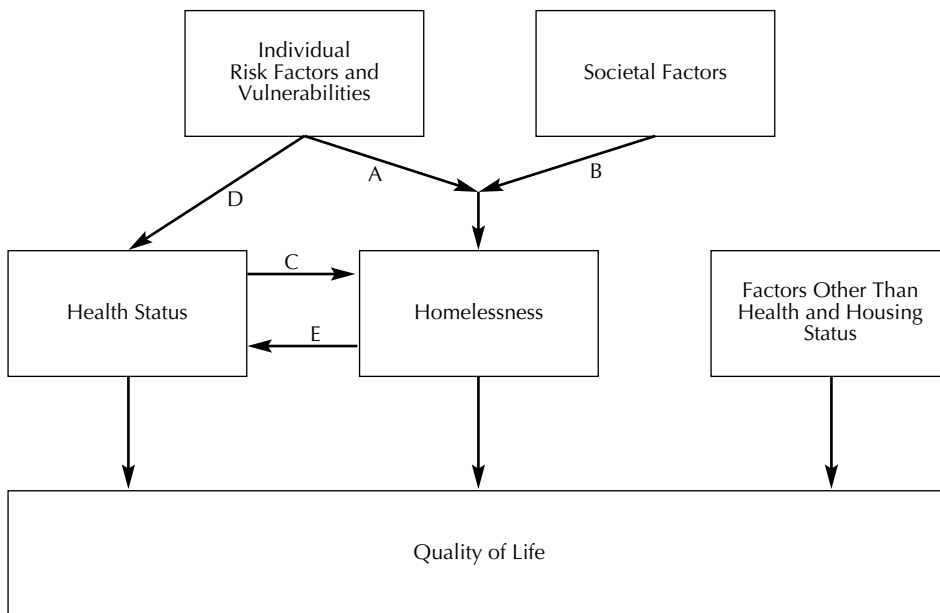 Individual
Risk Factors and
Vulnerabilities
Societal Factors
A
B
D
C
Health Status
Homelessness
Factors Other Than
Health and Housing
Status
E
Quality of Life